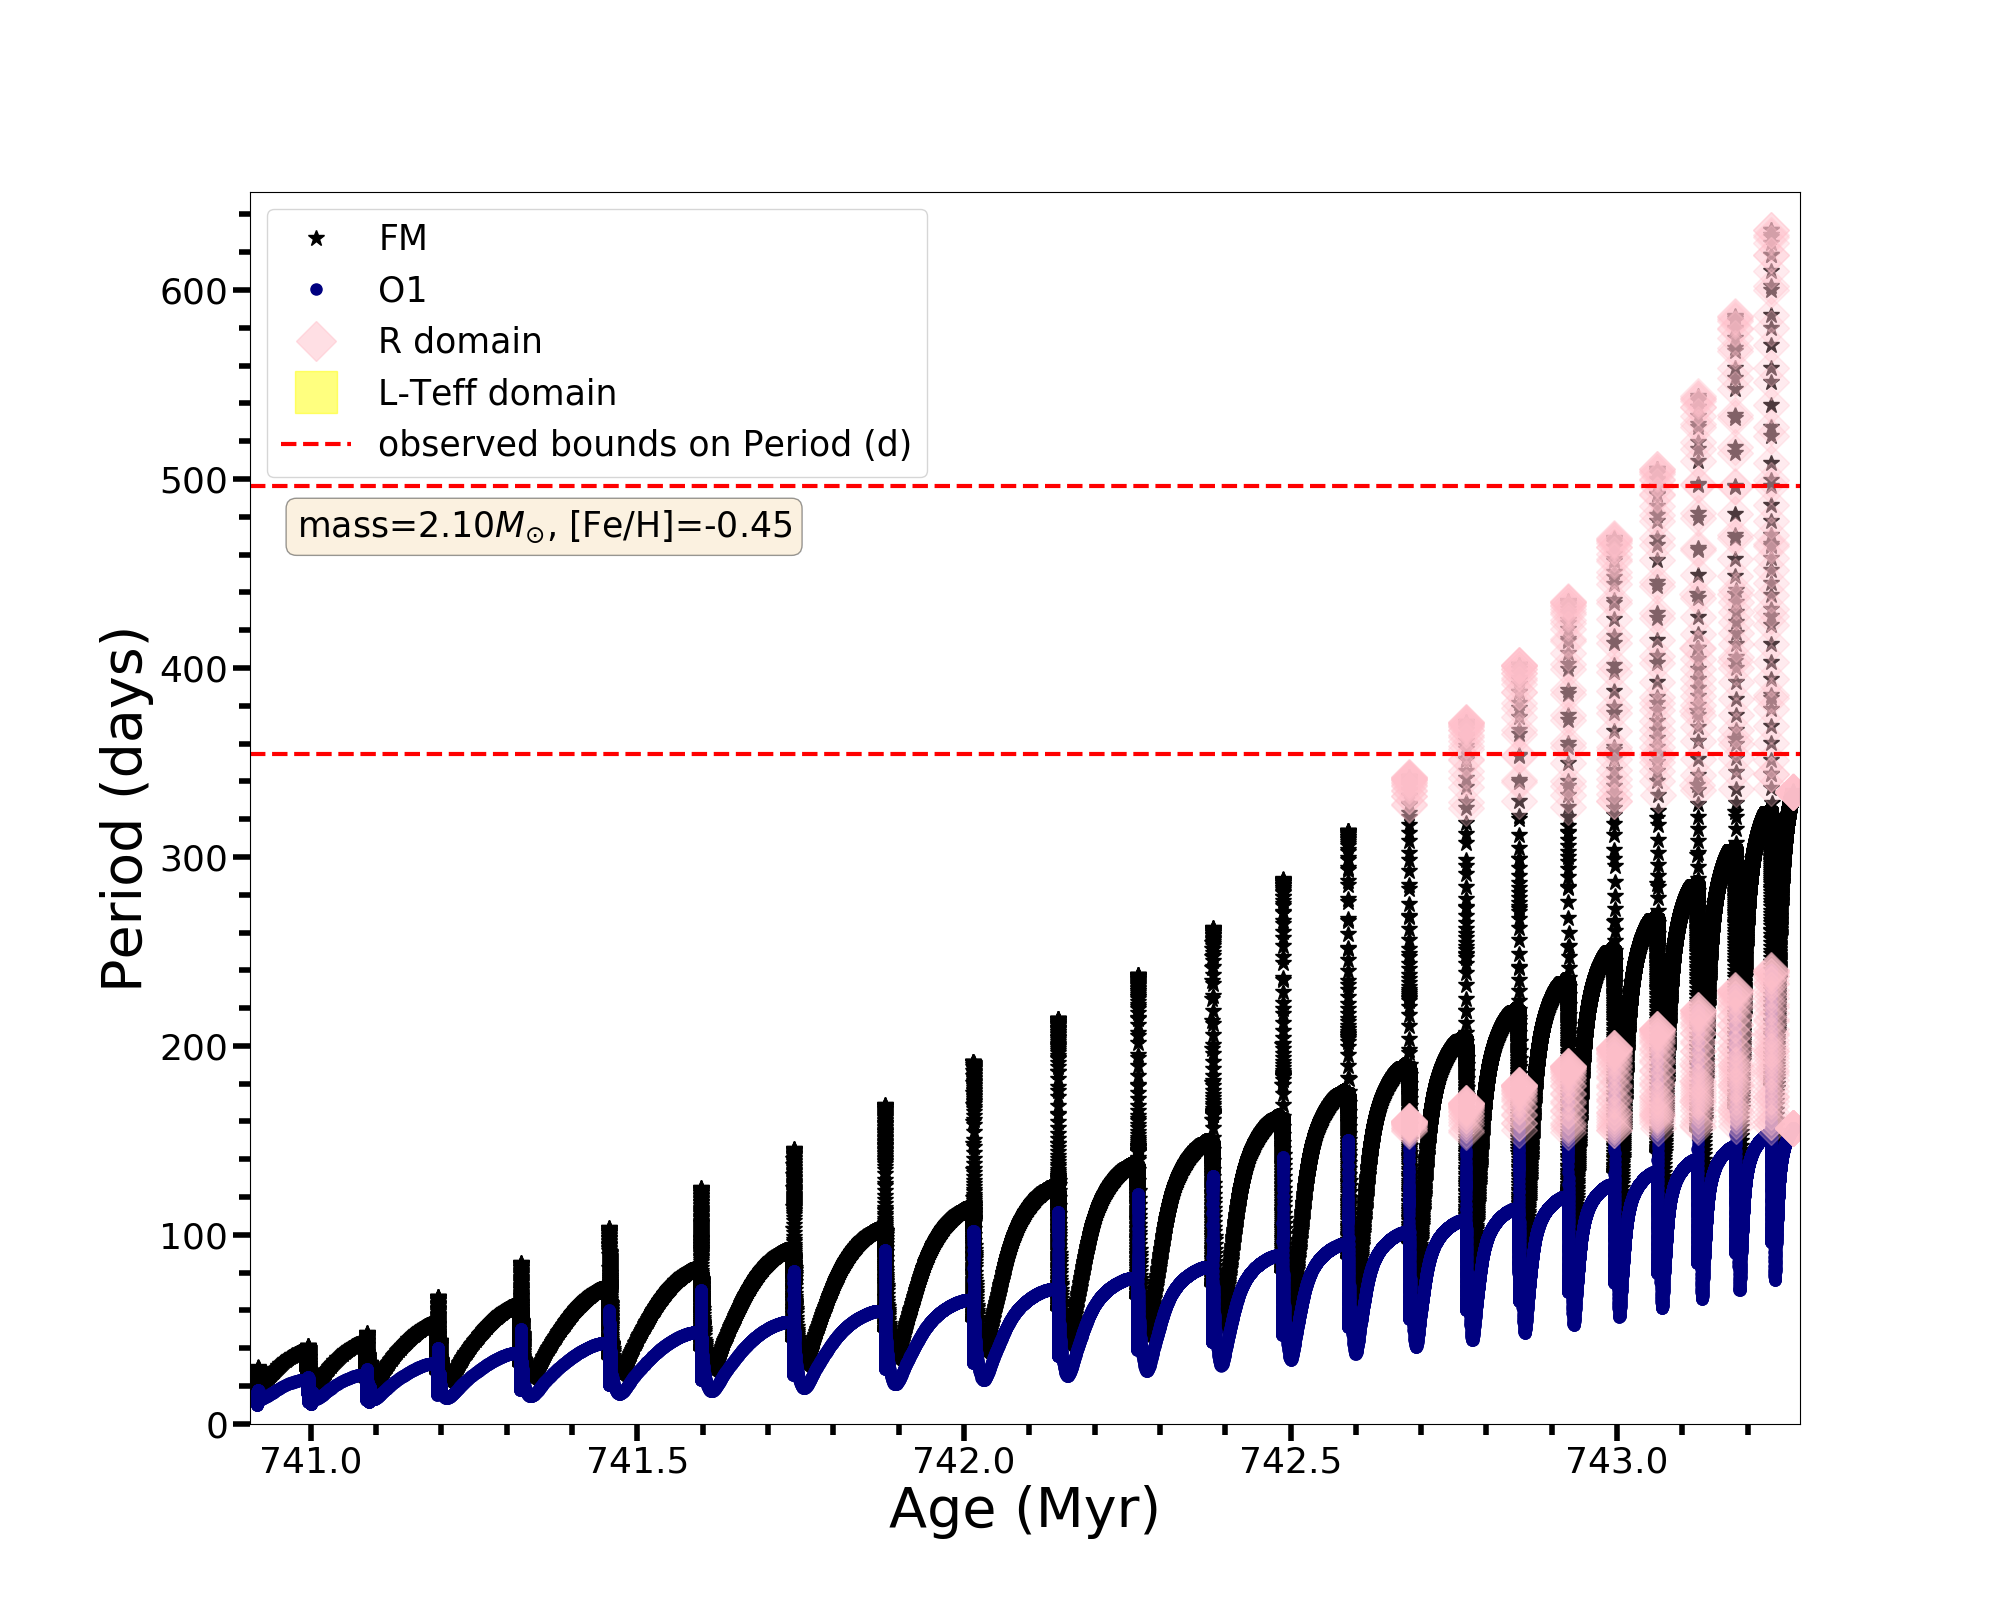 FM
O1
R domain
L-Teff domain
observed bounds on Period (d)
mass=2.10M⊙, [Fe/H]=-0.45
600
500
400
300
200
100
0
Period (days)
741.0 741.5 742.0 742.5 743.0
Age (Myr)